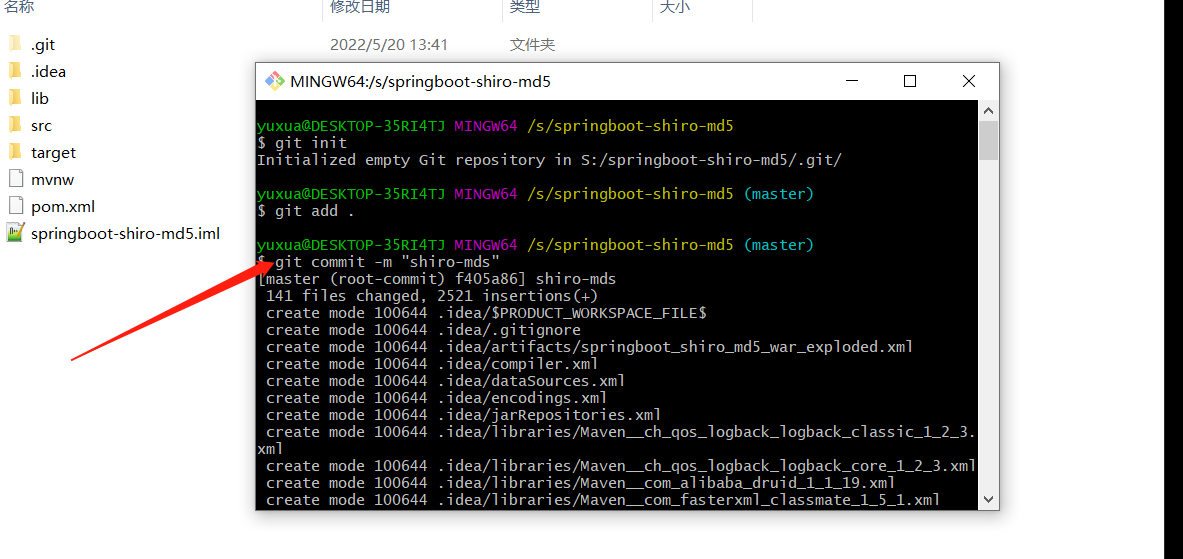 名称 修改日期 类型 大小
.git 2022/5/20 13:41 文件夹
.idea
lib
src
target
mvnw
pom.xml
springboot-shiro-md5.iml
MINGW64:/s/springboot-shiro-md5
yuxua@DESKTOP-35RI4TJ MINGW64 /s/springboot-shiro-md5
$ git init
Initialized empty Git repository in S:/springboot-shiro-md5/.git/
yuxua@DESKTOP-35RI4TJ MINGW64 /s/springboot-shiro-md5 (master)
$ git add .
yuxua@DESKTOP-35RI4TJ MINGW64 /s/springboot-shiro-md5 (master)
$ git commit -m "shiro-mds"
[master (root-commit) f405a86] shiro-mds
141 files changed, 2521 insertions(+)
create mode 100644 .idea/$PRODUCT_WORKSPACE_FILE$
create mode 100644 .idea/.gitignore
create mode 100644 .idea/artifacts/springboot_shiro_md5_war_exploded.xml
create mode 100644 .idea/compiler.xml
create mode 100644 .idea/dataSources.xml
create mode 100644 .idea/encodings.xml
create mode 100644 .idea/jarRepositories.xml
create mode 100644 .idea/libraries/Maven__ch_qos_logback_logback_classic_1_2_3.
xml
create mode 100644 .idea/libraries/Maven__ch_qos_logback_logback_core_1_2_3.xml
create mode 100644 .idea/libraries/Maven__com_alibaba_druid_1_1_19.xml
create mode 100644 .idea/libraries/Maven__com_fasterxml_classmate_1_5_1.xml